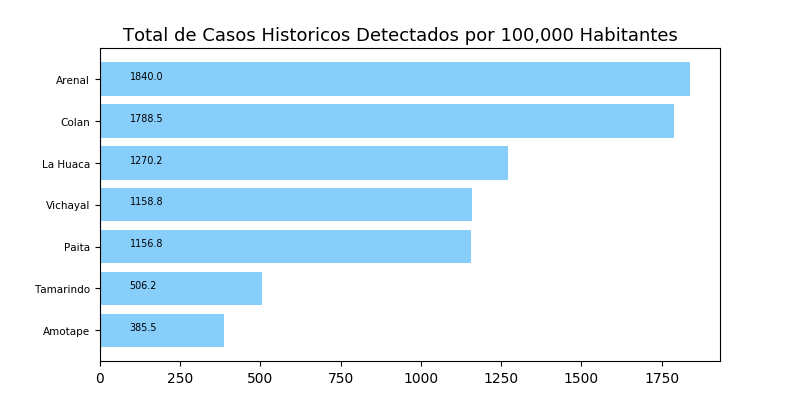 Total de Casos Historicos Detectados por 100,000 Habitantes
Arenal 1840.0
Colan 1788.5
La Huaca 1270.2
Vichayal 1158.8
Paita 1156.8
Tamarindo 506.2
Amotape 385.5
0 250 500 750 1000 1250 1500 1750